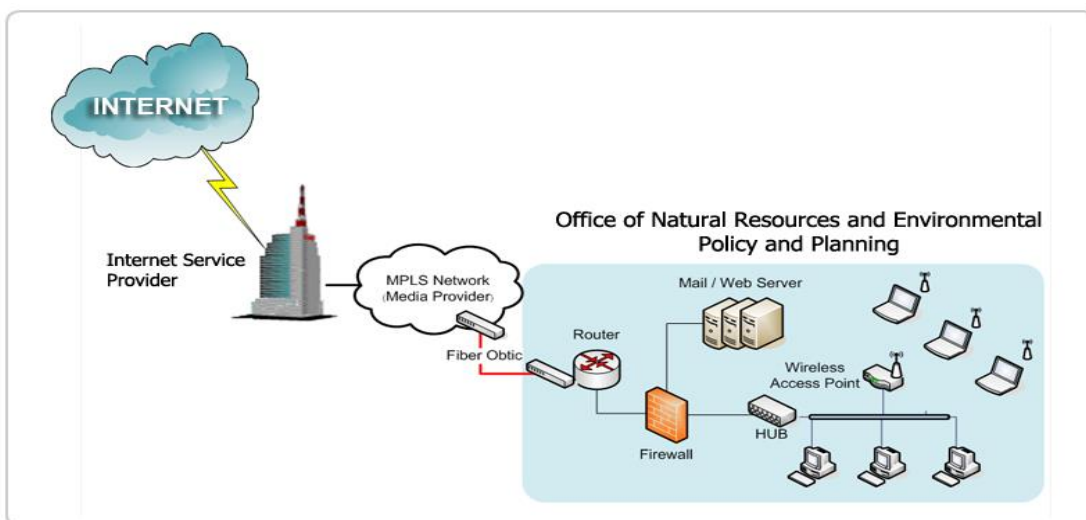 INTERNET
Internet Service
Provider
MPLS Network
(Media Provider)
Fiber Obtic
Office of Natural Resources and Environmental
Policy and Planning
Mail / Web Server
Router
Wireless
Access Point
HUB
Firewall